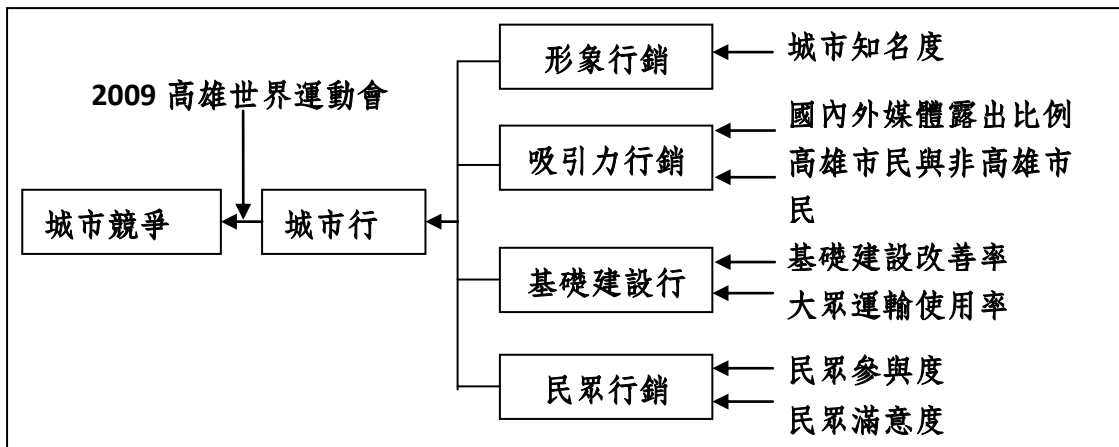 2009 高雄世界運動會
城市競爭
城市行
形象行銷
城市知名度
吸引力行銷
國內外媒體露出比例
高雄市民與非高雄市
民
基礎建設行
基礎建設改善率
大眾運輸使用率
民眾行銷
民眾參與度
民眾滿意度